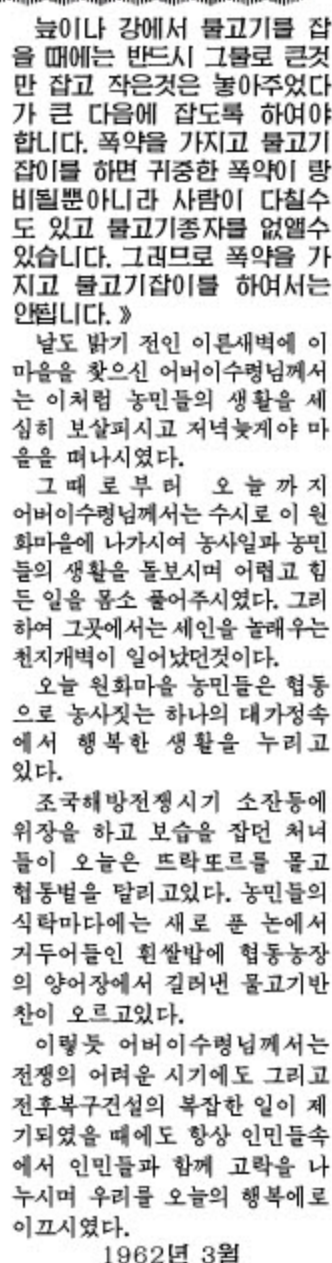 늪이나 강에서 물고기를 잡
을 때에는 반드시 그물로 큰것
만 잡고 작은것은 놓아주었다
가 큰 다음에 잡도록 하여야
합니다. 폭약을 가지고 물고기
잡이를 하면 귀중한 폭약이 랑
비될뿐아니라 사람이 다칠수
도 있고 물고기종자를 없앨수
있습니다. 그러므로 폭약을 가
지고 물고기잡이를 하여서는
안됩니다.》
날도 밝기 전인 이른새벽에 이
마을을 찾으신 어버이수령님께서
는 이처럼 농민들의 생활을 세
심히 보살피시고 저녁늦게야 마
을을 떠나시였다.
그때로부터 오늘까지
어버이수령님께서는 수시로 이 원
화마을에 나가시여 농사일과 농민
들의 생활을 돌보시며 어렵고 힘
든 일을 몸소 풀어주시였다. 그리
하여 그곳에서는 세인을 놀래우는
천지개벽이 일어났던것이다.
오늘 원화마을 농민들은 협동
으로 농사짓는 하나의 대가정속
에서 행복한 생활을 누리고
있다.
조국해방전쟁시기 소잔등에
위장을 하고 보습을 잡던 처녀
들이 오늘은 뜨락또르를 몰고
협동벌을 달리고있다. 농민들의
식탁마다에는 새로 푼 논에서
거두어들인 흰쌀밥에 협동농장
의 양어장에서 길러낸 물고기반
찬이 오르고있다.
이렇듯 어버이수령님께서는
전쟁의 어려운 시기에도 그리고
전후복구건설의 복잡한 일이 제
기되였을 때에도 항상 인민들속
에서 인민들과 함께 고락을 나
누시며 우리를 오늘의 행복에로
이끄시였다.
1962년 3월